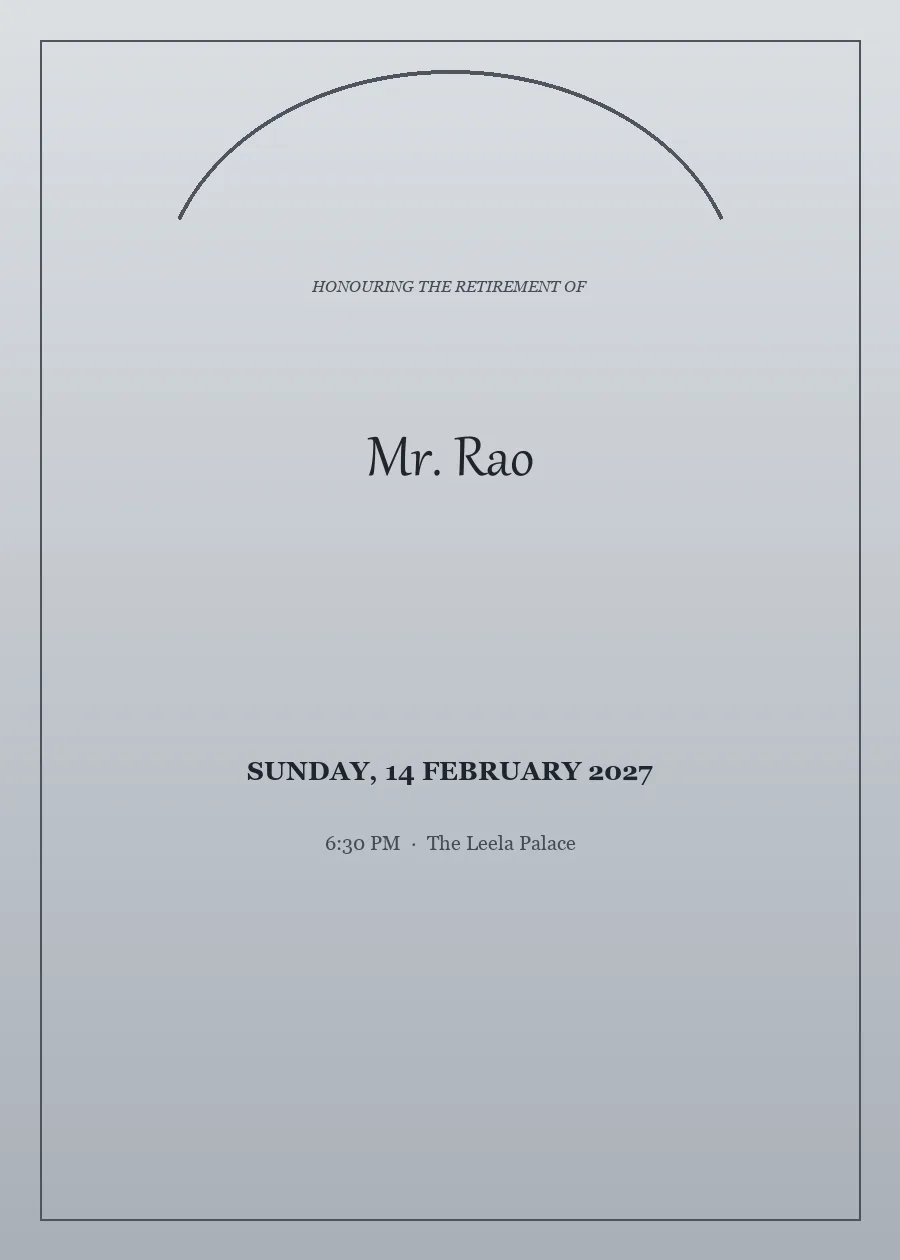 HONOURING THE RETIREMENT OF
Mr. Rao
SUNDAY, 14 FEBRUARY 2027
6:30 PM · The Leela Palace